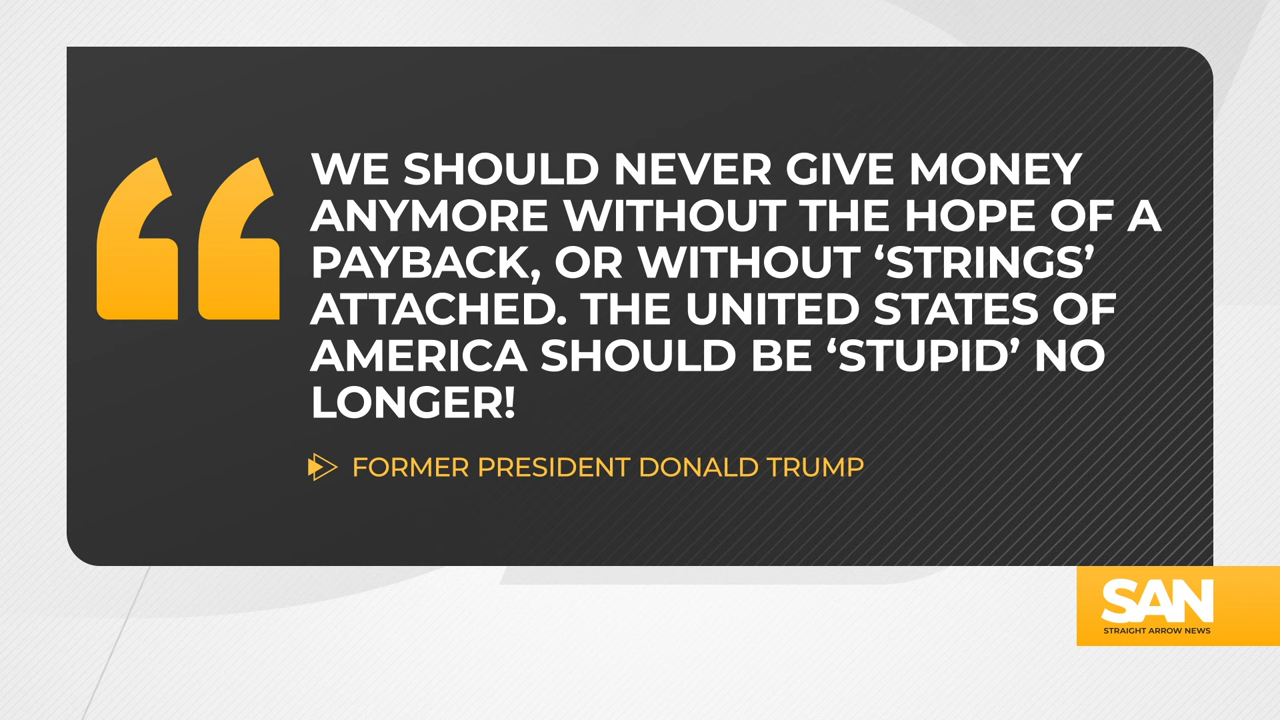 WE SHOULD NEVER GIVE MONEY
ANYMORE WITHOUT THE HOPE OF A
PAYBACK, OR WITHOUT ‘STRINGS’
ATTACHED. THE UNITED STATES OF
AMERICA SHOULD BE ‘STUPID’ NO
LONGER!
FORMER PRESIDENT DONALD TRUMP
SAN
STRAIGHT ARROW NEWS